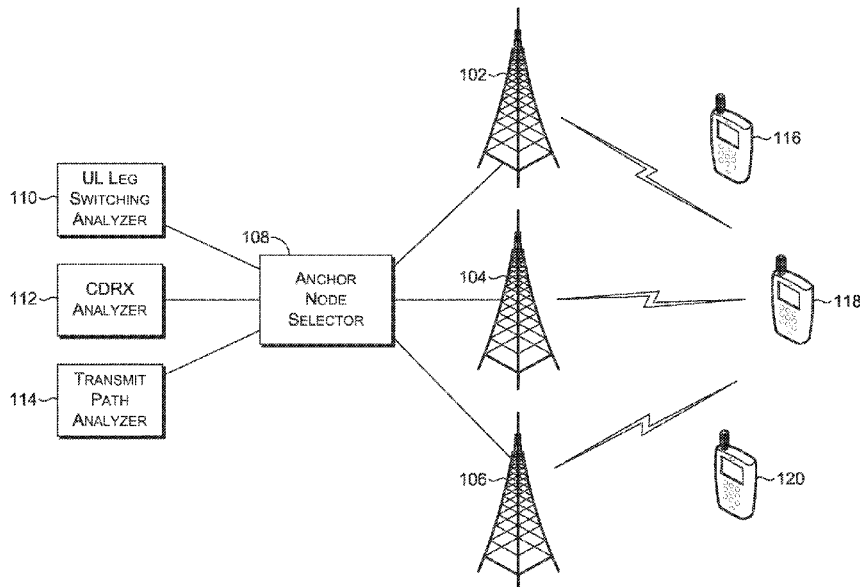 102
116
110
UL LEG
SWITCHING
ANALYZER
108
104
112
CDRX
ANALYZER
ANCHOR
NODE
SELECTOR
118
114
TRANSMIT
PATH
ANALYZER
106
120